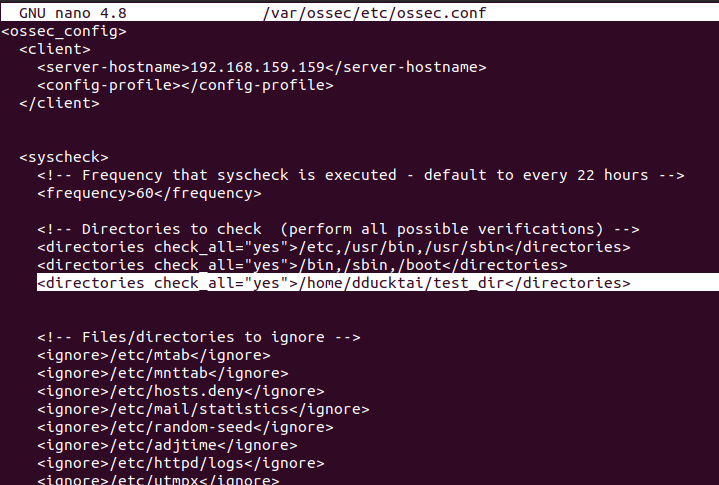 GNU nano 4.8 /var/ossec/etc/ossec.conf
<ossec_config>
<client>
<server-hostname>192.168.159.159</server-hostname>
<config-profile></config-profile>
</client>
<syscheck>
<!-- Frequency that syscheck is executed - default to every 22 hours -->
<frequency>60</frequency>
<!-- Directories to check  (perform all possible verifications) -->
<directories check_all="yes">/etc,/usr/bin,/usr/sbin</directories>
<directories check_all="yes">/bin,/sbin,/boot</directories>
<directories check_all="yes">/home/dducktai/test_dir</directories>
<!-- Files/directories to ignore -->
<ignore>/etc/mtab</ignore>
<ignore>/etc/mnttab</ignore>
<ignore>/etc/hosts.deny</ignore>
<ignore>/etc/mail/statistics</ignore>
<ignore>/etc/random-seed</ignore>
<ignore>/etc/adjtime</ignore>
<ignore>/etc/httpd/logs</ignore>
<ignore>/etc/utmpx</ignore>